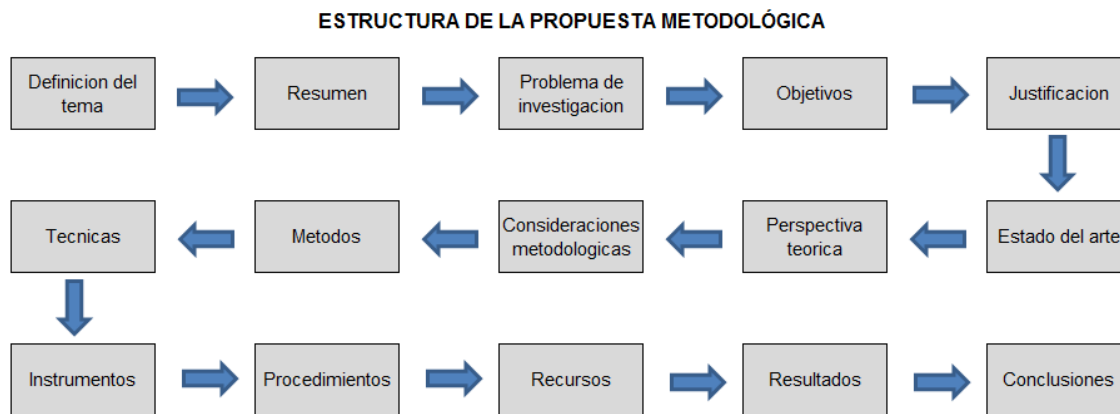 ESTRUCTURA DE LA PROPUESTA METODOLÓGICA
Definicion del
tema
Resumen
Problema de
investigacion
Objetivos
Justificacion
Estado del arte
Perspectiva
teorica
Consideraciones
metodologicas
Metodos
Tecnicas
Instrumentos
Procedimientos
Recursos
Resultados
Conclusiones